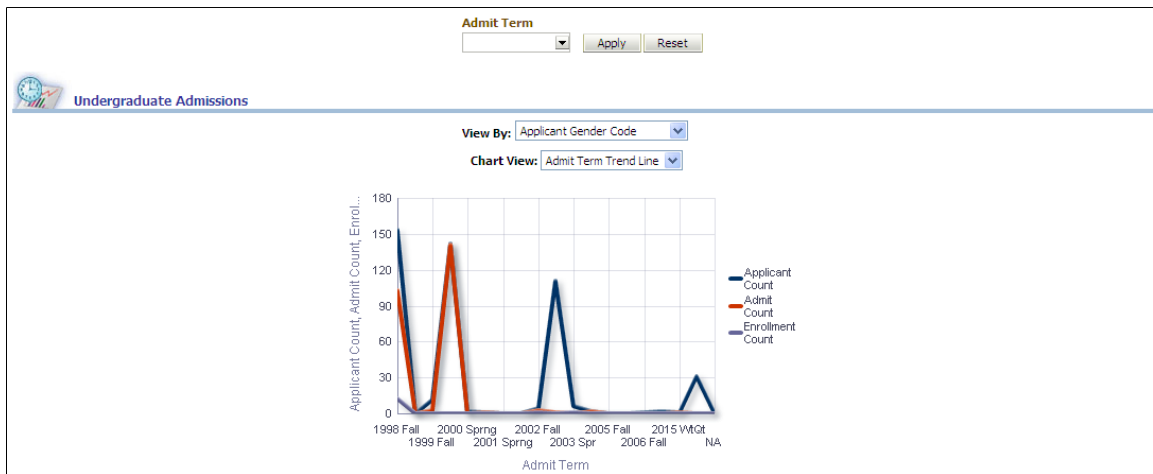 Admit Term
Apply Reset
Undergraduate Admissions
View By: Applicant Gender Code
Chart View: Admit Term Trend Line
Applicant Count, Admit Count, Enrol...
180
150
120
90
60
30
0
Applicant
Count
Admit
Count
Enrollment
Count
1998 Fall 2000 Sprng 2002 Fall 2005 Fall 2015 WtQt
1999 Fall 2001 Sprng 2003 Spr 2006 Fall NA
Admit Term